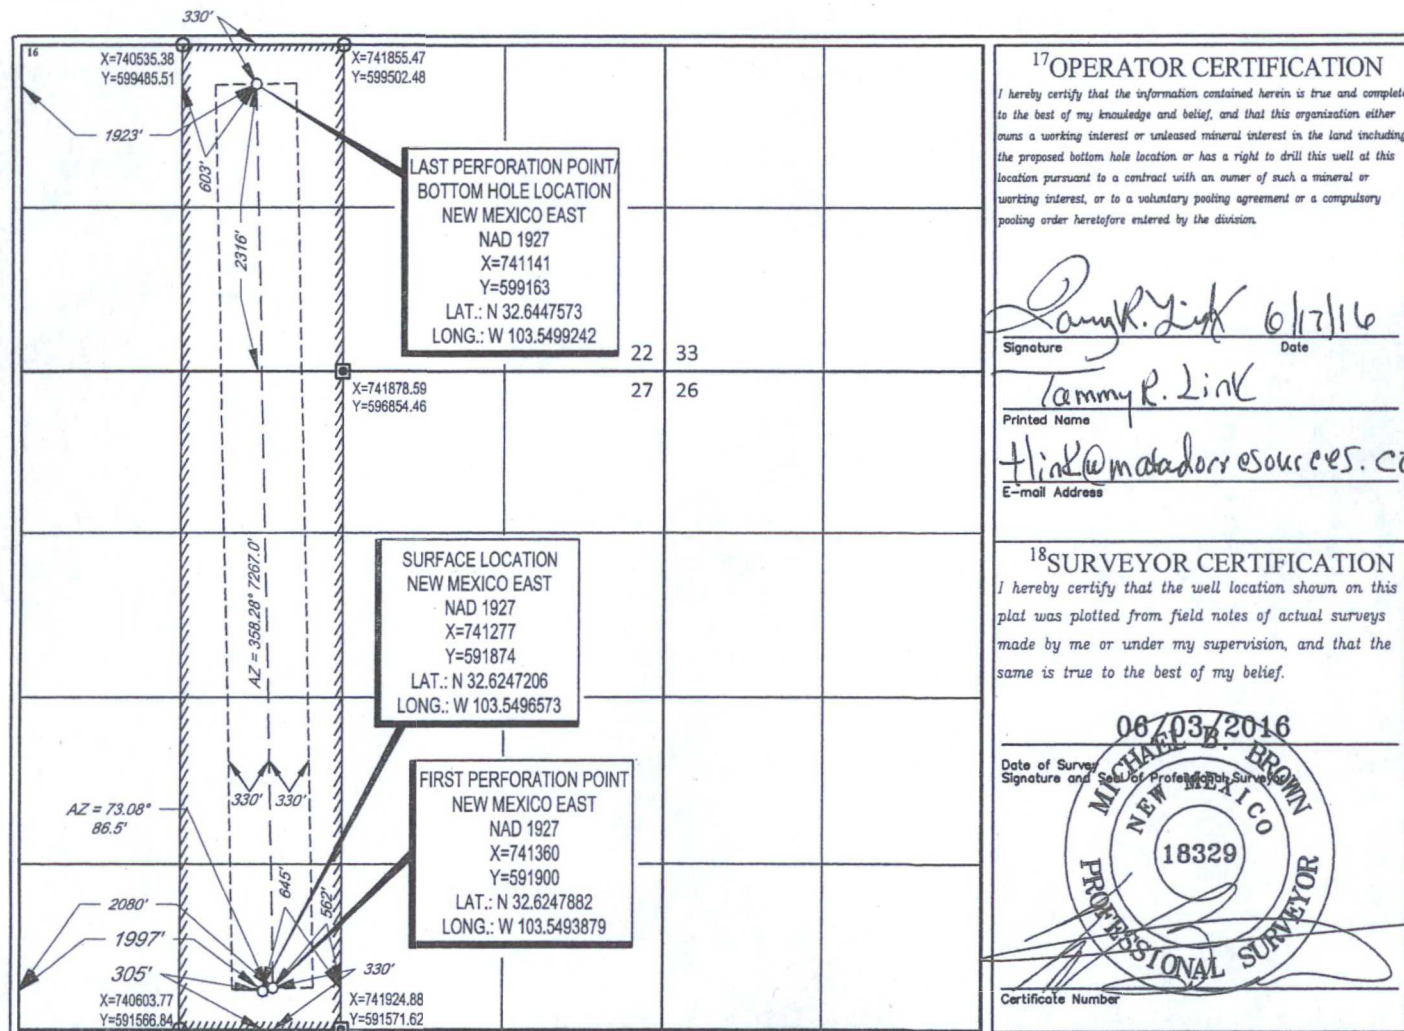 330'
16
X=740535.38
Y=599485.51
X=741855.47
Y=599502.48
1923'
603'
2316'
LAST PERFORATION POINT/
BOTTOM HOLE LOCATION
NEW MEXICO EAST
NAD 1927
X=741141
Y=599163
LAT.: N 32.6447573
LONG.: W 103.5499242
22 33
27 26
X=741878.59
Y=596854.46
AZ = 358.28° 7267.0'
SURFACE LOCATION
NEW MEXICO EAST
NAD 1927
X=741277
Y=591874
LAT.: N 32.6247206
LONG.: W 103.5496573
330' 330'
AZ = 73.08°
86.5'
FIRST PERFORATION POINT
NEW MEXICO EAST
NAD 1927
X=741360
Y=591900
LAT.: N 32.6247882
LONG.: W 103.5493879
645'
562'
2080'
1997'
305'
330'
X=740603.77
Y=591566.84
X=741924.88
Y=591571.62
17OPERATOR CERTIFICATION
I hereby certify that the information contained herein is true and complete
to the best of my knowledge and belief, and that this organization either
owns a working interest or unleased mineral interest in the land including
the proposed bottom hole location or has a right to drill this well at this
location pursuant to a contract with an owner of such a mineral or
working interest, or to a voluntary pooling agreement or a compulsory
pooling order heretofore entered by the division.
6/17/16
Signature Date
Tammy R. Link
Printed Name
tlink@matadorresources.co
E-mail Address
18SURVEYOR CERTIFICATION
I hereby certify that the well location shown on this
plat was plotted from field notes of actual surveys
made by me or under my supervision, and that the
same is true to the best of my belief.
06/03/2016
Date of Survey
Signature and Seal of Professional Surveyor
MICHAEL B. BROWN
NEW MEXICO
18329
PROFESSIONAL SURVEYOR
Certificate Number